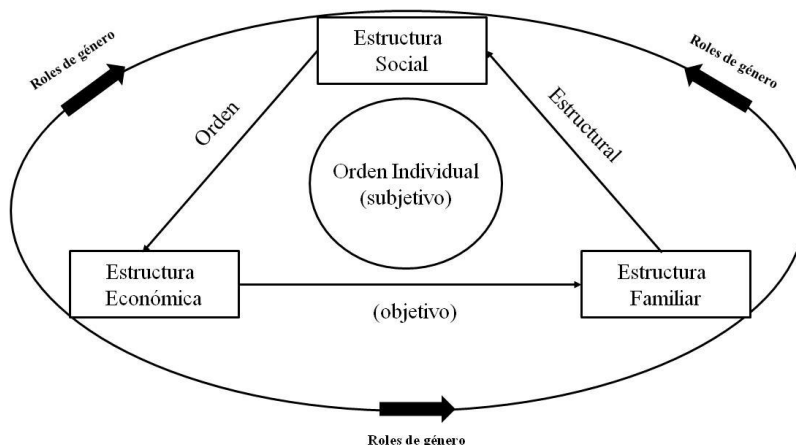 Estructura
Social
Roles de género
Roles de género
Orden
Estructural
Orden Individual
(subjetivo)
Estructura
Económica
Estructura
Familiar
(objetivo)
Roles de género